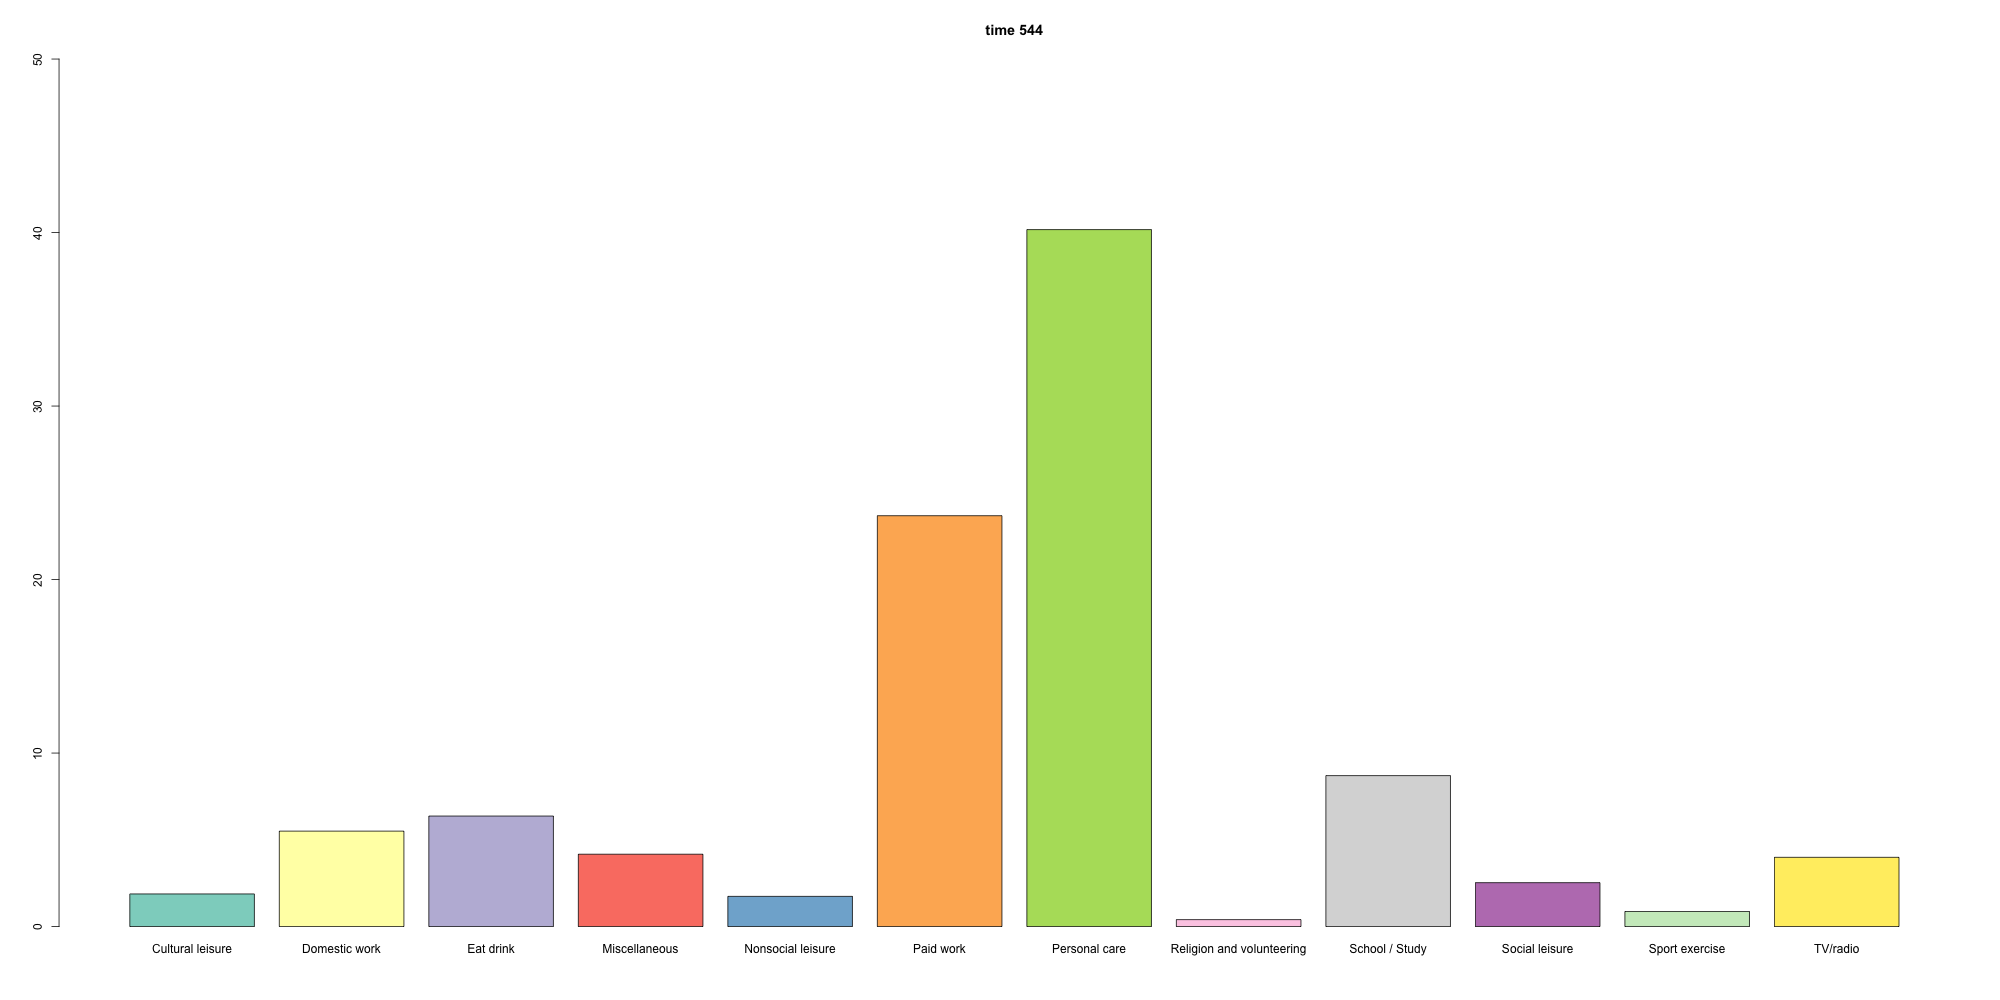 time 544
50
40
30
20
10
0
Cultural leisure
Domestic work
Eat drink
Miscellaneous
Nonsocial leisure
Paid work
Personal care
Religion and volunteering
School / Study
Social leisure
Sport exercise
TV/radio